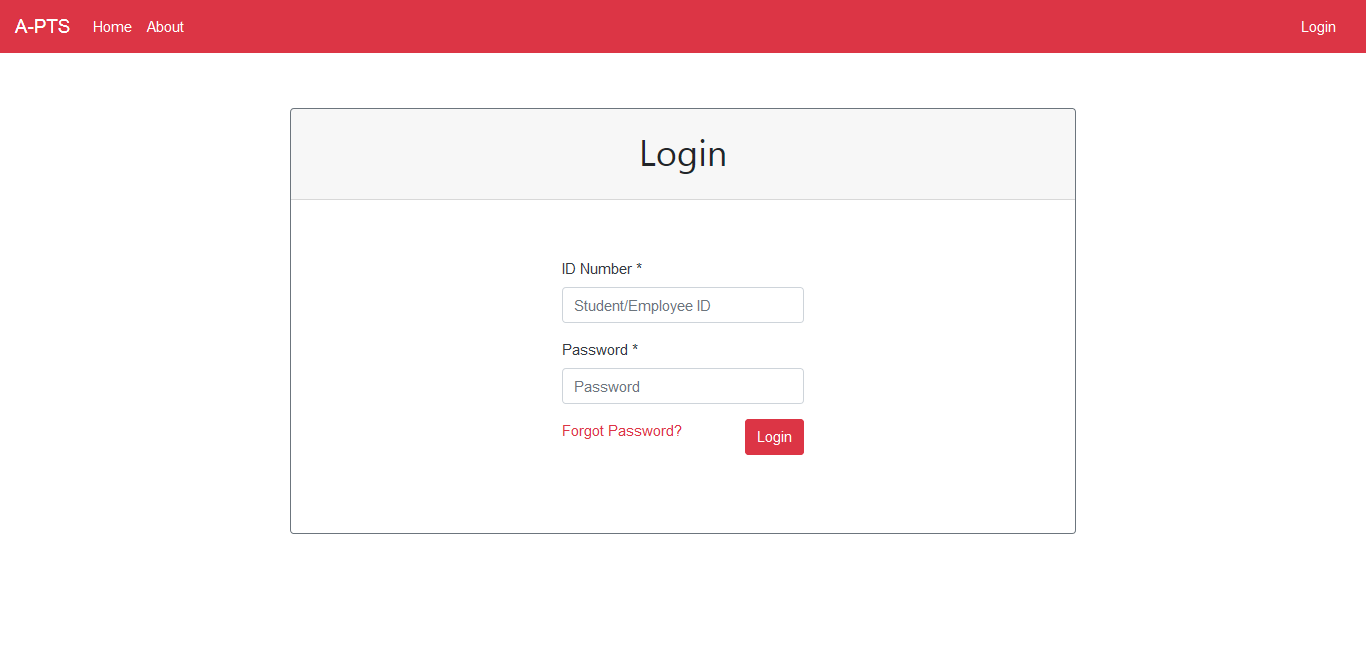 A-PTS Home About Login
Login
ID Number *
Student/Employee ID
Password *
Password
Forgot Password? Login